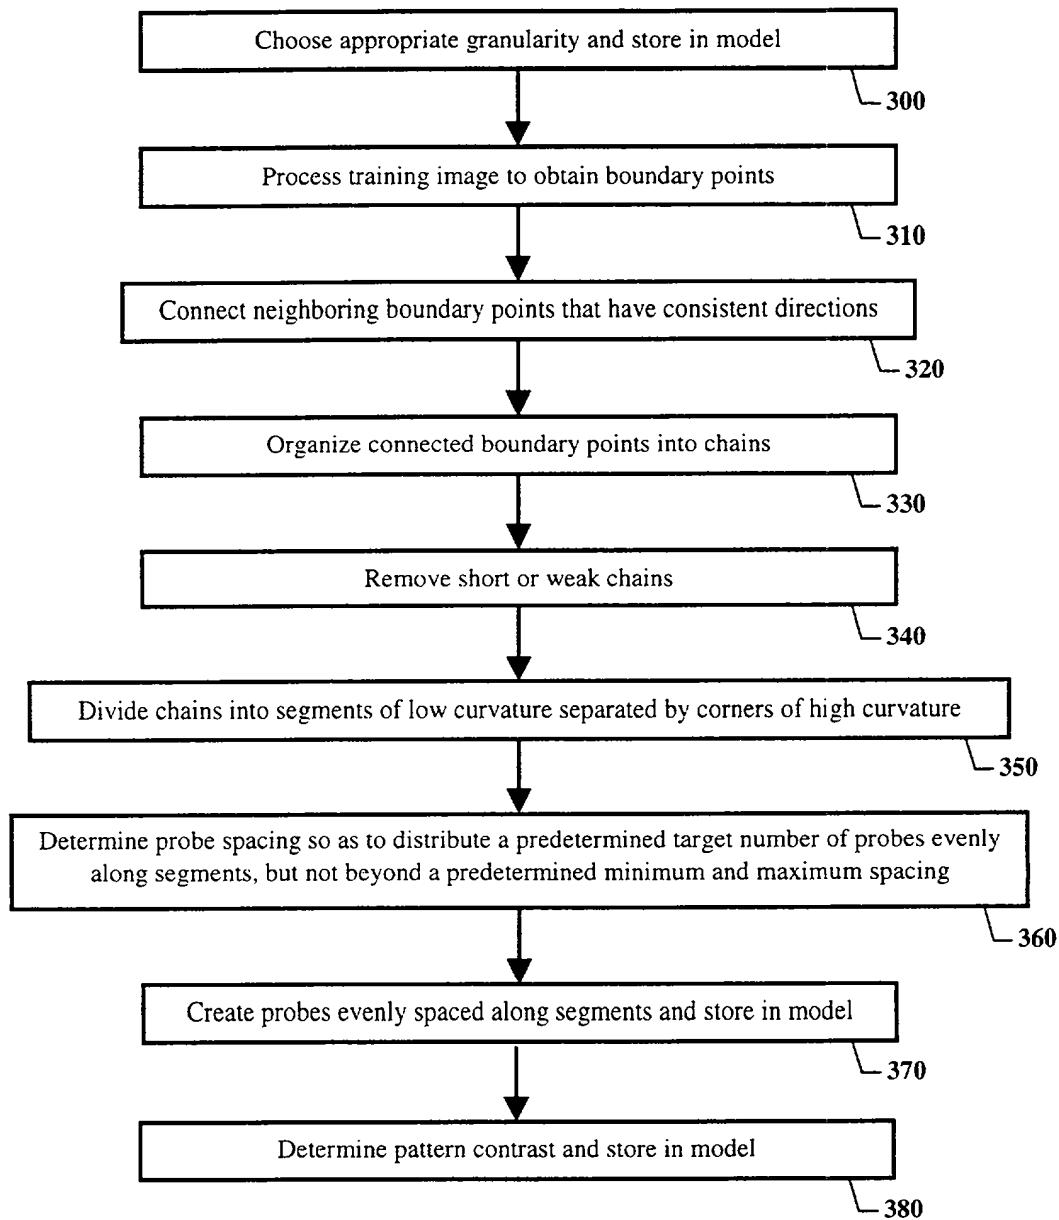 Choose appropriate granularity and store in model
300
Process training image to obtain boundary points
310
Connect neighboring boundary points that have consistent directions
320
Organize connected boundary points into chains
330
Remove short or weak chains
340
Divide chains into segments of low curvature separated by corners of high curvature
350
Determine probe spacing so as to distribute a predetermined target number of probes evenly
along segments, but not beyond a predetermined minimum and maximum spacing
360
Create probes evenly spaced along segments and store in model
370
Determine pattern contrast and store in model
380